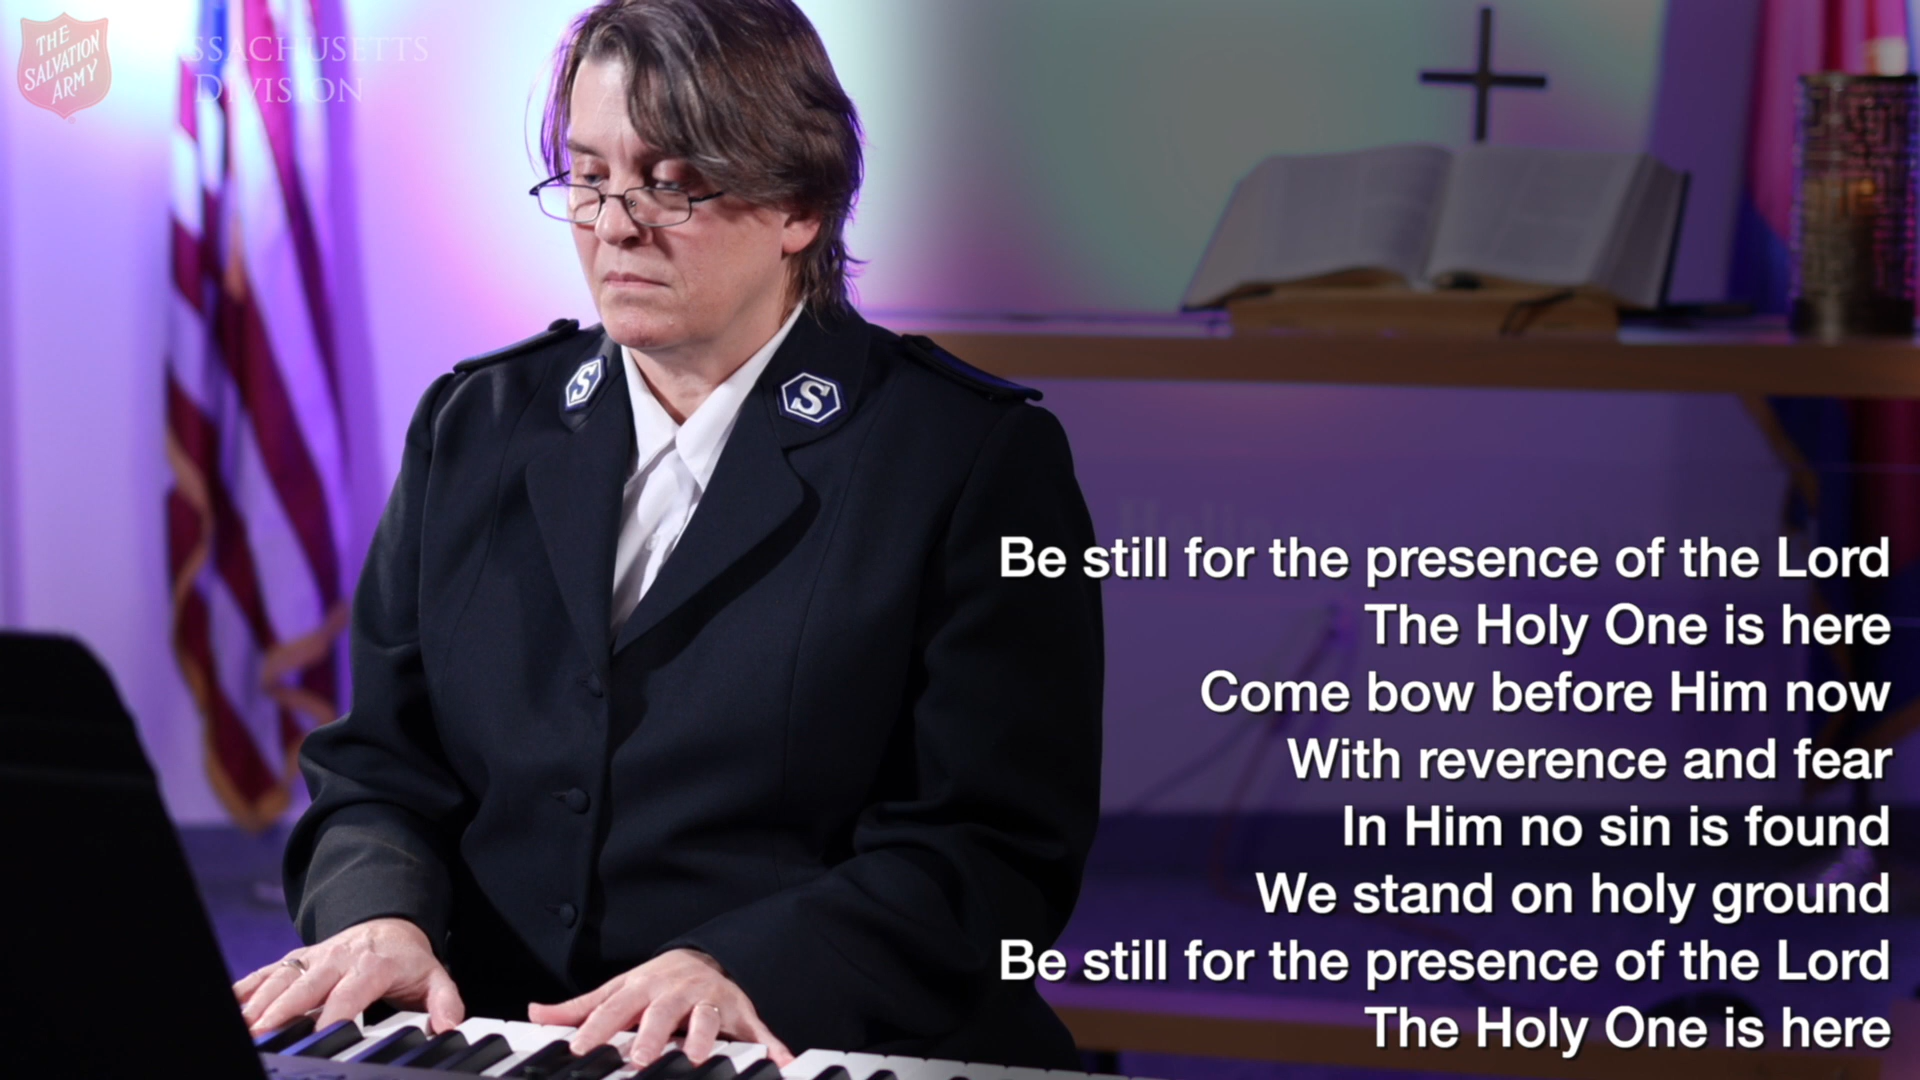 THE
SALVATION
ARMY
SSACHUSETTS
DIVISION
S
S
Be still for the presence of the Lord
The Holy One is here
Come bow before Him now
With reverence and fear
In Him no sin is found
We stand on holy ground
Be still for the presence of the Lord
The Holy One is here